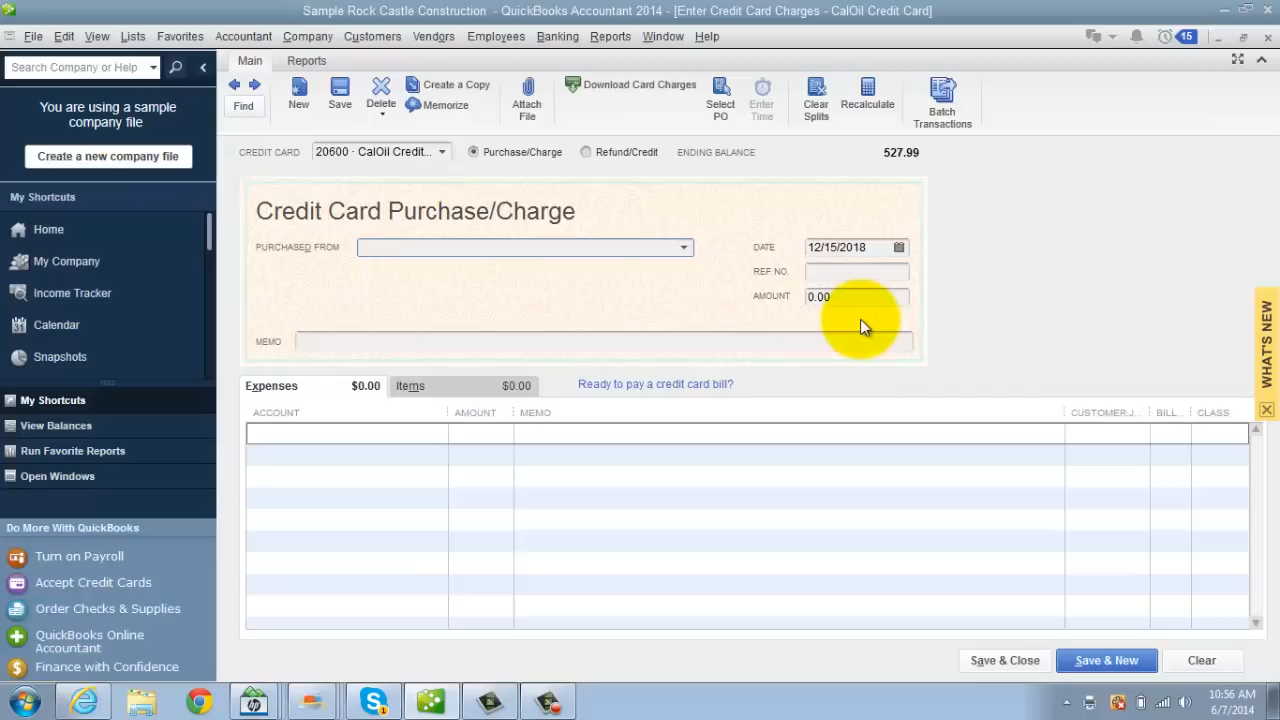 Sample Rock Castle Construction - QuickBooks Accountant 2014 - [Enter Credit Card Charges - CalOil Credit Card]
File Edit View Lists Favorites Accountant Company Customers Vendors Employees Banking Reports Window Help
15
Search Company or Help
You are using a sample
company file
Create a new company file
My Shortcuts
Home
My Company
Income Tracker
Calendar
Snapshots
My Shortcuts
View Balances
Run Favorite Reports
Open Windows
Do More With QuickBooks
Turn on Payroll
Accept Credit Cards
Order Checks & Supplies
QuickBooks Online
Accountant
Finance with Confidence
Main Reports
Find
New
Save
Delete
Create a Copy
Memorize
Attach
File
Download Card Charges
Select
PO
Enter
Time
Clear
Splits
Recalculate
Batch
Transactions
CREDIT CARD 20600 · CalOil Credit... Purchase/Charge Refund/Credit ENDING BALANCE 527.99
Credit Card Purchase/Charge
PURCHASED FROM
DATE 12/15/2018
REF NO.
AMOUNT 0.00
MEMO
Expenses $0.00 Items $0.00 Ready to pay a credit card bill?
ACCOUNT AMOUNT MEMO CUSTOMER:J... BILL... CLASS
Save & Close Save & New Clear
WHAT'S NEW
10:56 AM
6/7/2014